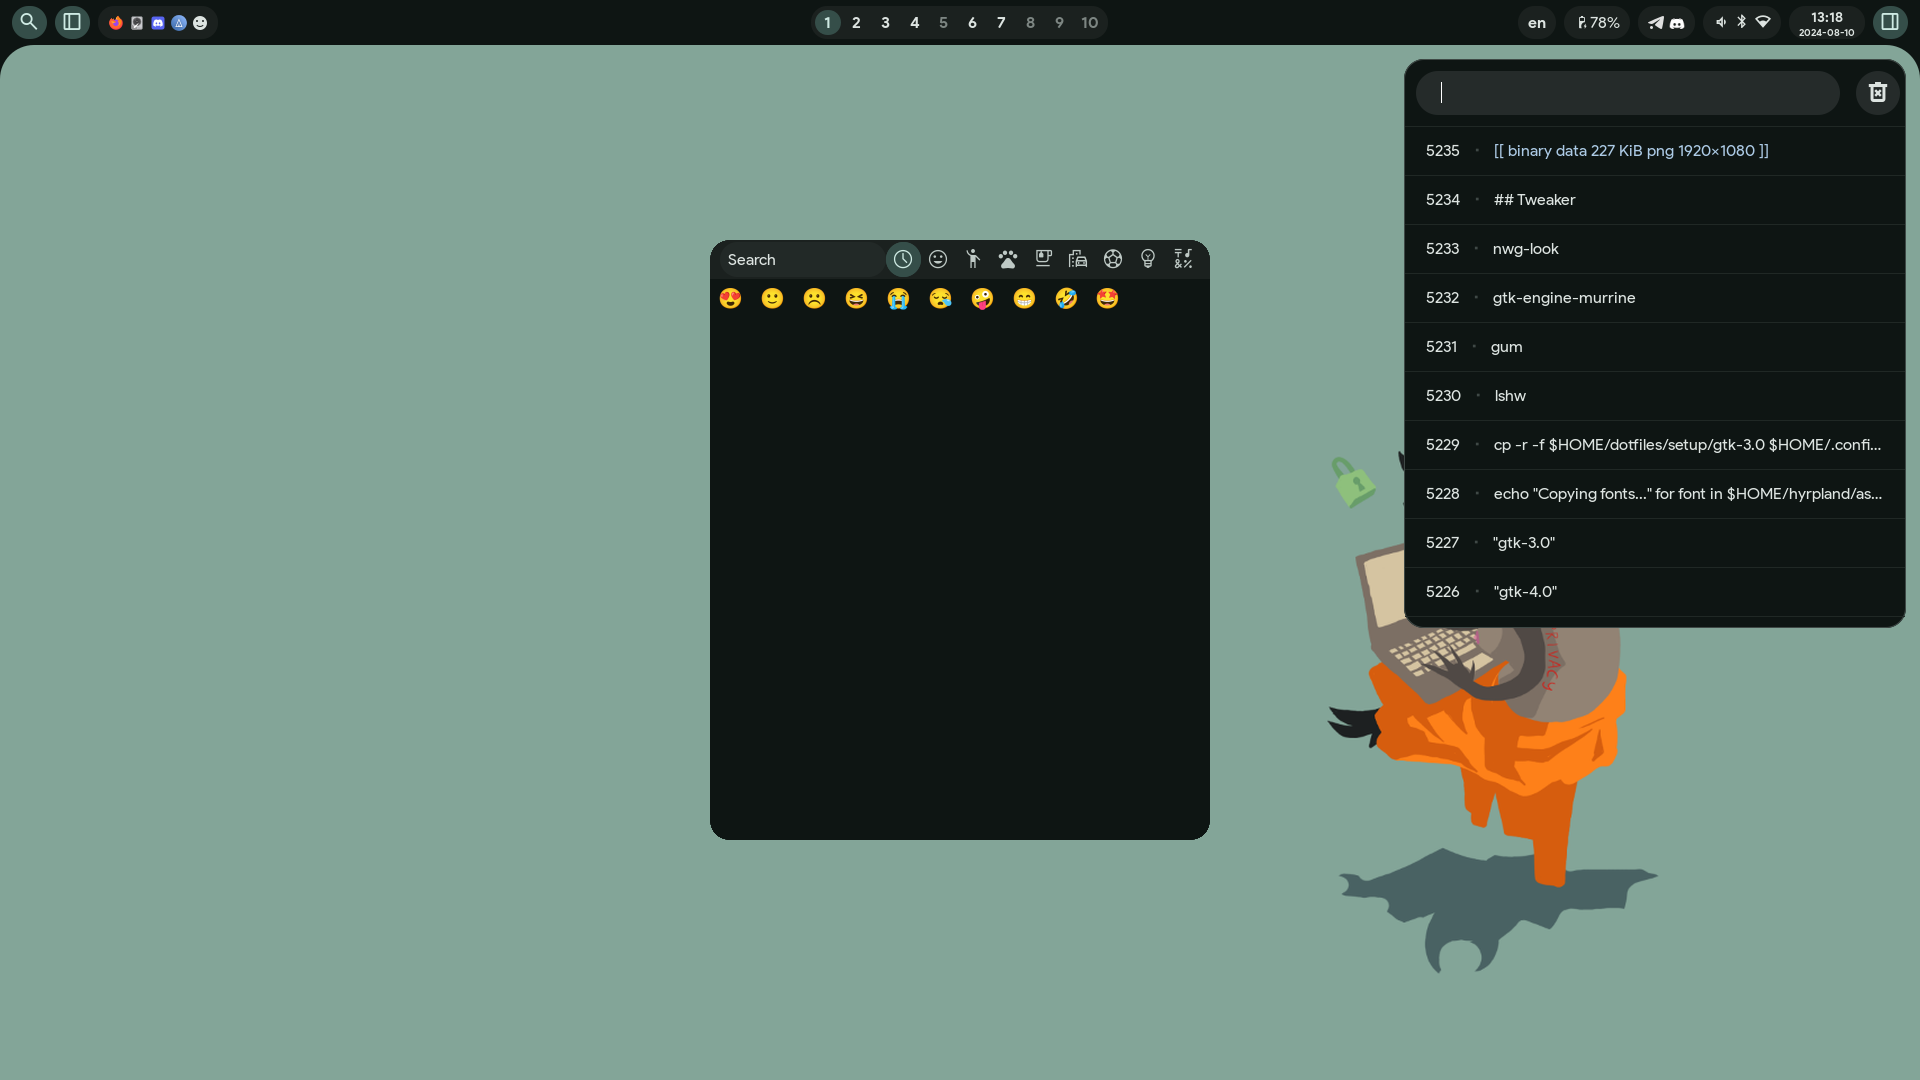 1 2 3 4 5 6 7 8 9 10
en
78%
13:18
2024-08-10
Search
5235 • [[ binary data 227 KiB png 1920×1080 ]]
5234 • ## Tweaker
5233 • nwg-look
5232 • gtk-engine-murrine
5231 • gum
5230 • lshw
5229 • cp -r -f $HOME/dotfiles/setup/gtk-3.0 $HOME/.confi...
5228 • echo "Copying fonts..." for font in $HOME/hyrpland/as...
5227 • "gtk-3.0"
5226 • "gtk-4.0"
PRIVACY